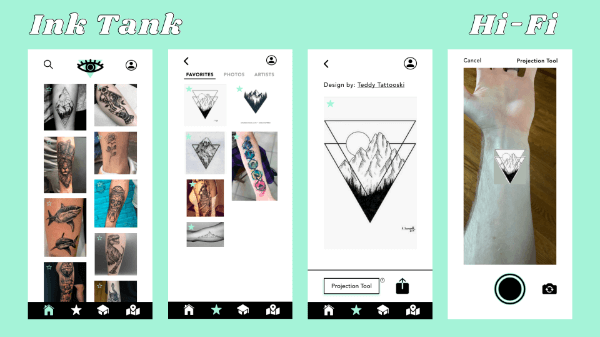 Ink Tank
Hi-Fi
FAVORITES PHOTOS ARTISTS
Design by: Teddy Tattooski
Projection Tool
Cancel Projection Tool